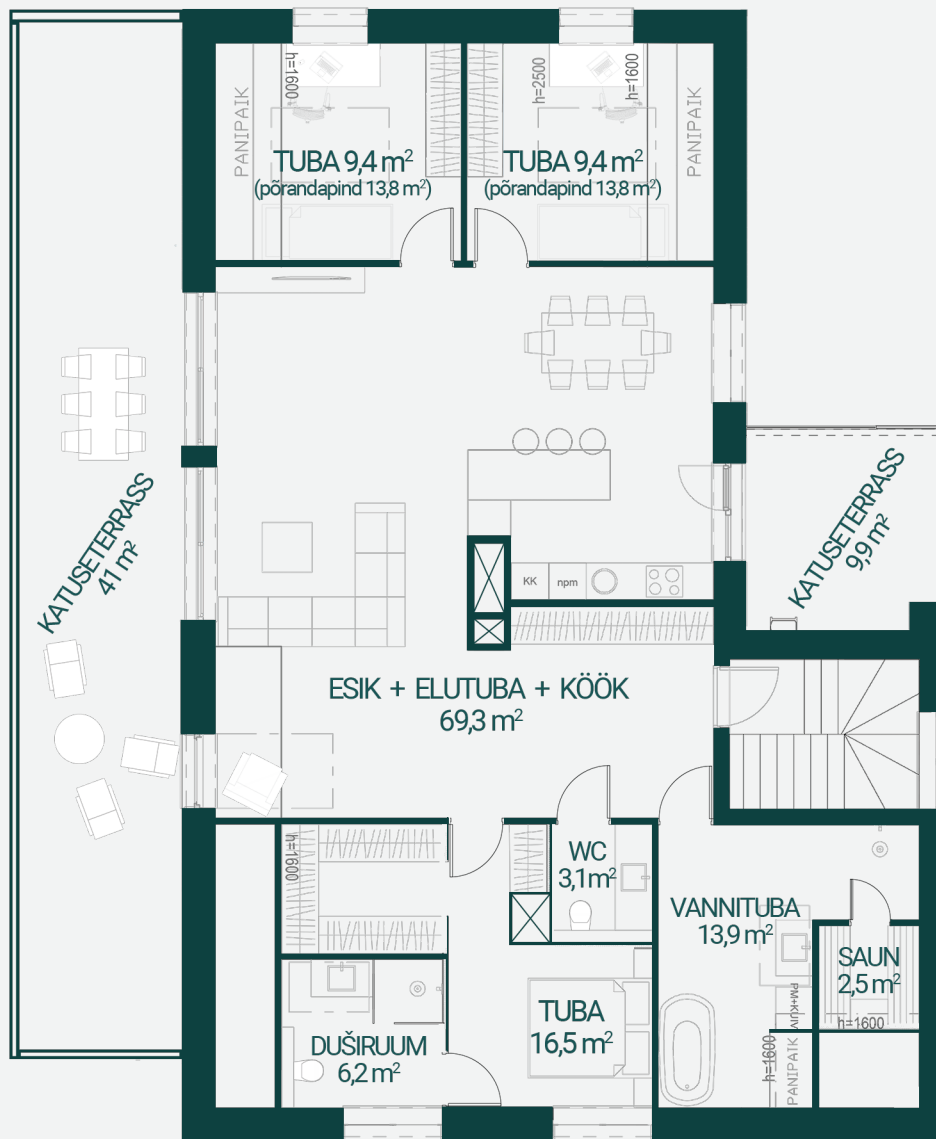 h=1600
h=2500
h=1600
PANIPAIK
PANIPAIK
TUBA 9,4 m²
(põrandapind 13,8 m²)
TUBA 9,4 m²
(põrandapind 13,8 m²)
KATUSETERRASS
41 m²
KATUSETERRASS
9,9 m²
KK
npm
ESIK + ELUTUBA + KÖÖK
69,3 m²
h=1600
WC
3,1m²
VANNITUBA
13,9 m²
SAUN
2,5 m²
h=1600
PM+KUIV
TUBA
16,5 m²
DUŠIRUUM
6,2 m²
h=1600
PANIPAIK